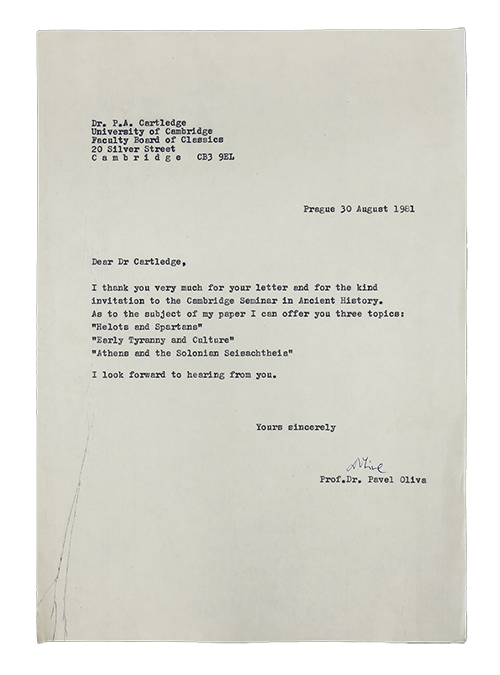 Dr. P.A. Cartledge
University of Cambridge
Faculty Board of Classics
20 Silver Street
C a m b r i d g e   CB3 9EL
Prague 30 August 1981
Dear Dr Cartledge,
I thank you very much for your letter and for the kind
invitation to the Cambridge Seminar in Ancient History.
As to the subject of my paper I can offer you three topics:
"Helots and Spartans"
"Early Tyranny and Culture"
"Athens and the Solonian Seisachtheia"
I look forward to hearing from you.
Yours sincerely
Prof.Dr. Pavel Oliva